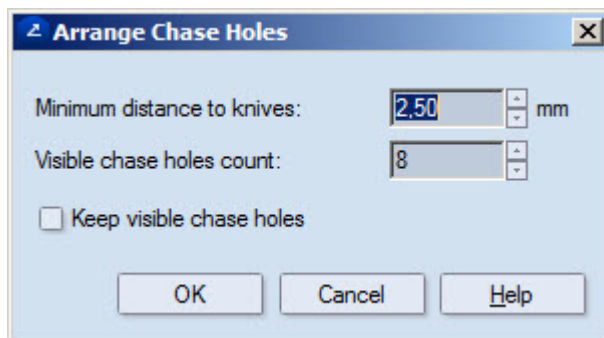 Arrange Chase Holes
Minimum distance to knives: 2,50 mm
Visible chase holes count: 8
Keep visible chase holes
OK Cancel Help